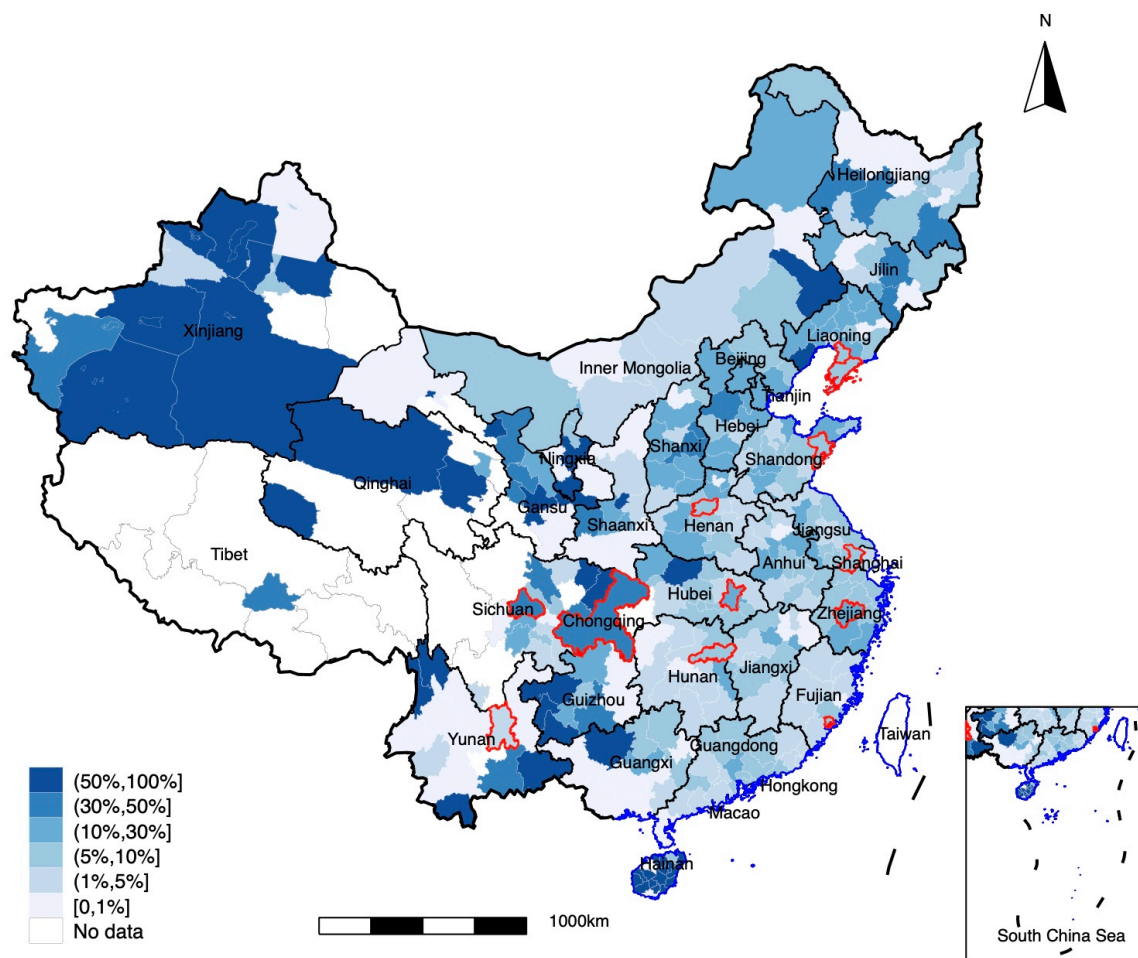 N
Heilongjiang
Jilin
Xinjiang
Liaoning
Beijing
Inner Mongolia
Tianjin
Hebei
Shanxi
Ningxia
Shandong
Qinghai
Gansu
Shaanxi
Henan
Jiangsu
Tibet
Anhui
Shanghai
Hubei
Sichuan
Chongqing
Zhejiang
Jiangxi
Hunan
Fujian
Guizhou
Yunan
Taiwan
Guangdong
Guangxi
Hongkong
Macao
Hainan
(50%,100%]
(30%,50%]
(10%,30%]
(5%,10%]
(1%,5%]
[0,1%]
No data
1000km
South China Sea